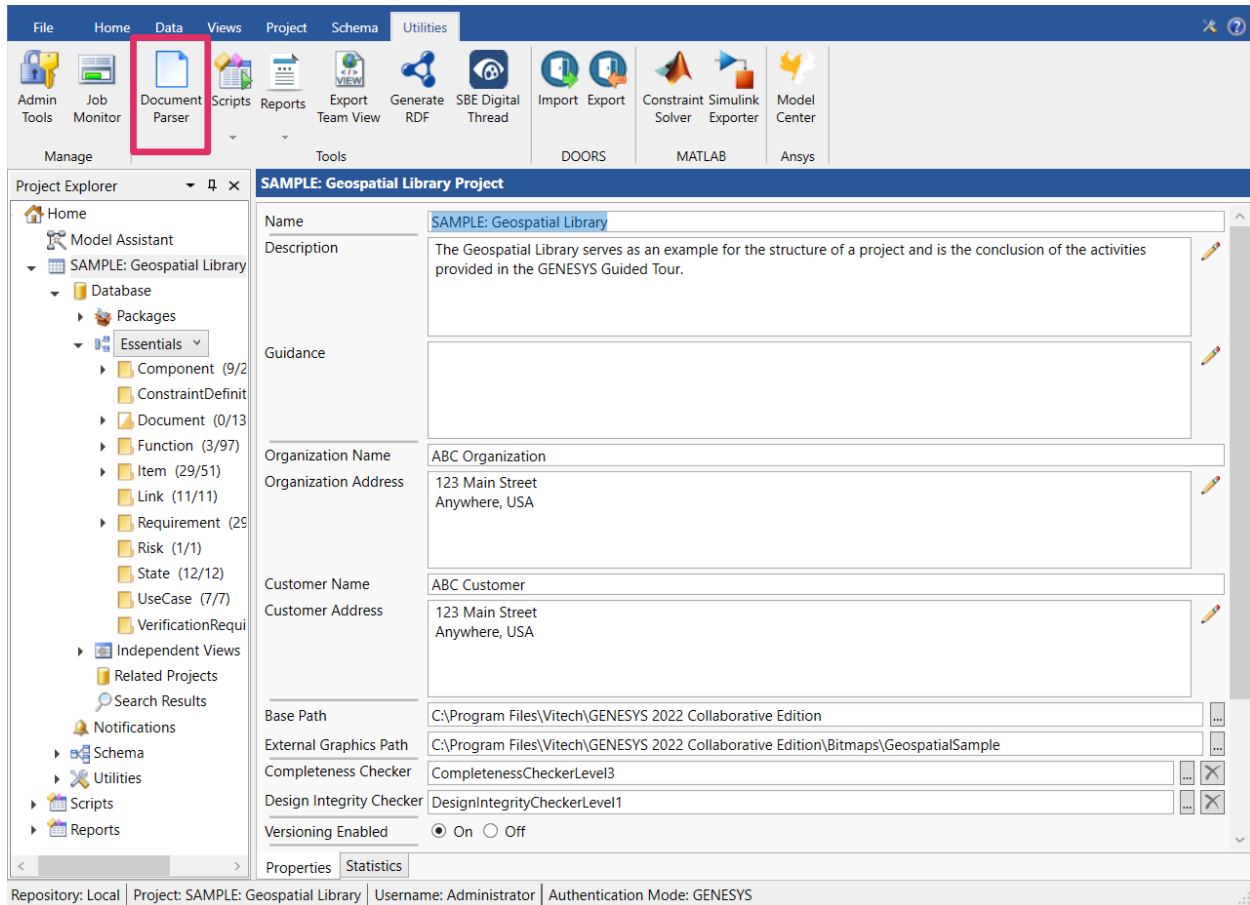 File Home Data Views Project Schema Utilities
Admin Tools
Job Monitor
Document Parser
Scripts
Reports
VIEW
Export Team View
Generate RDF
SBE Digital Thread
Import
Export
Constraint Solver
Simulink Exporter
Model Center
Manage
Tools
DOORS
MATLAB
Ansys
Project Explorer
Home
Model Assistant
SAMPLE: Geospatial Library
Database
Packages
Essentials
Component (9/2
ConstraintDefinit
Document (0/13
Function (3/97)
Item (29/51)
Link (11/11)
Requirement (29
Risk (1/1)
State (12/12)
UseCase (7/7)
VerificationRequi
Independent Views
Related Projects
Search Results
Notifications
Schema
Utilities
Scripts
Reports
SAMPLE: Geospatial Library Project
Name SAMPLE: Geospatial Library
Description The Geospatial Library serves as an example for the structure of a project and is the conclusion of the activities
provided in the GENESYS Guided Tour.
Guidance
Organization Name ABC Organization
Organization Address 123 Main Street
Anywhere, USA
Customer Name ABC Customer
Customer Address 123 Main Street
Anywhere, USA
Base Path C:\Program Files\Vitech\GENESYS 2022 Collaborative Edition ...
External Graphics Path C:\Program Files\Vitech\GENESYS 2022 Collaborative Edition\Bitmaps\GeospatialSample ...
Completeness Checker CompletenessCheckerLevel3 ...
Design Integrity Checker DesignIntegrityCheckerLevel1 ...
Versioning Enabled On Off
Properties Statistics
Repository: Local Project: SAMPLE: Geospatial Library Username: Administrator Authentication Mode: GENESYS